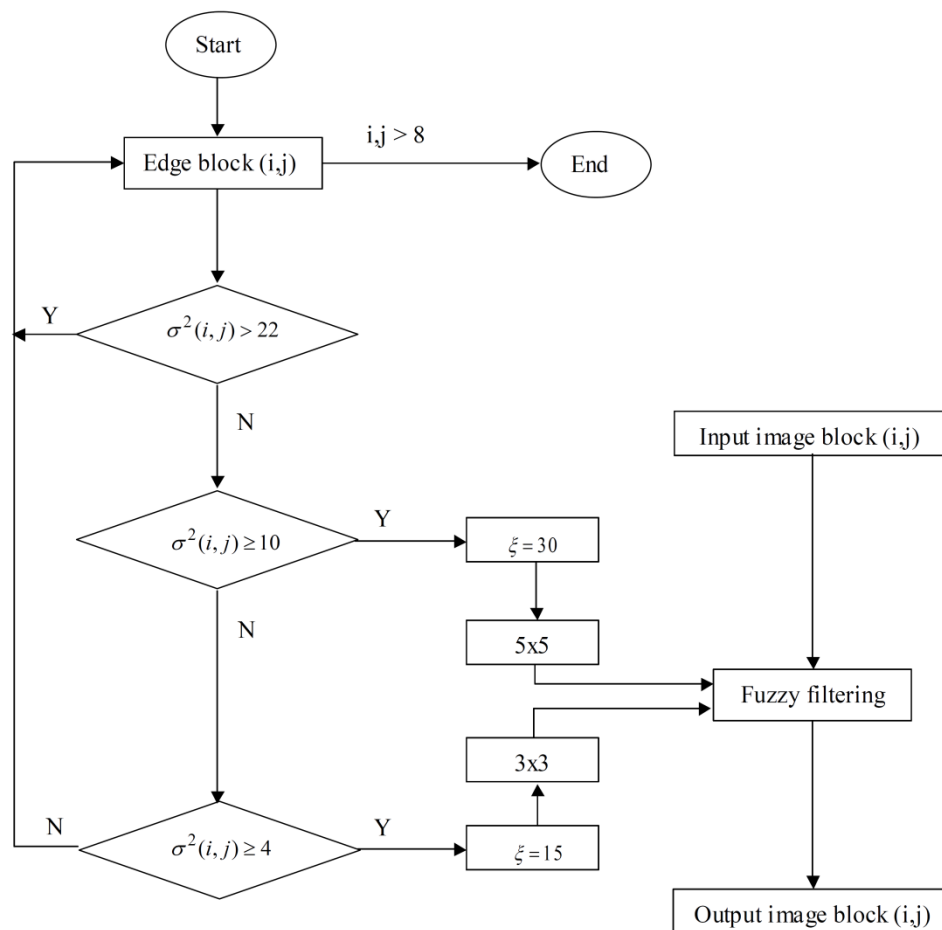 Start
i,j > 8
Edge block (i,j)
End
Y
σ²(i, j) > 22
N
Input image block (i,j)
Y
σ²(i, j) ≥ 10
ξ = 30
N
5x5
Fuzzy filtering
3x3
N
Y
σ²(i, j) ≥ 4
ξ = 15
Output image block (i,j)